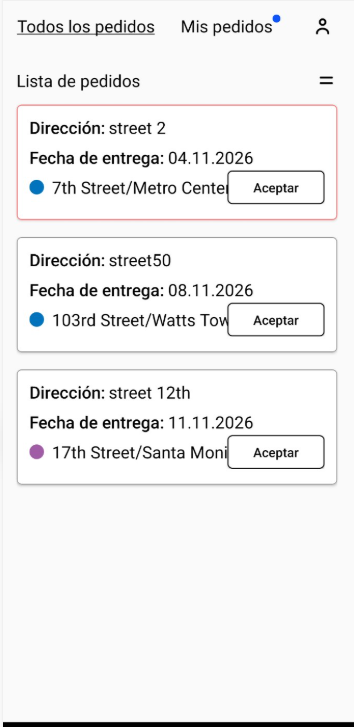 Todos los pedidos Mis pedidos
Lista de pedidos
Dirección: street 2
Fecha de entrega: 04.11.2026
7th Street/Metro Center Aceptar
Dirección: street50
Fecha de entrega: 08.11.2026
103rd Street/Watts Tow Aceptar
Dirección: street 12th
Fecha de entrega: 11.11.2026
17th Street/Santa Moni Aceptar